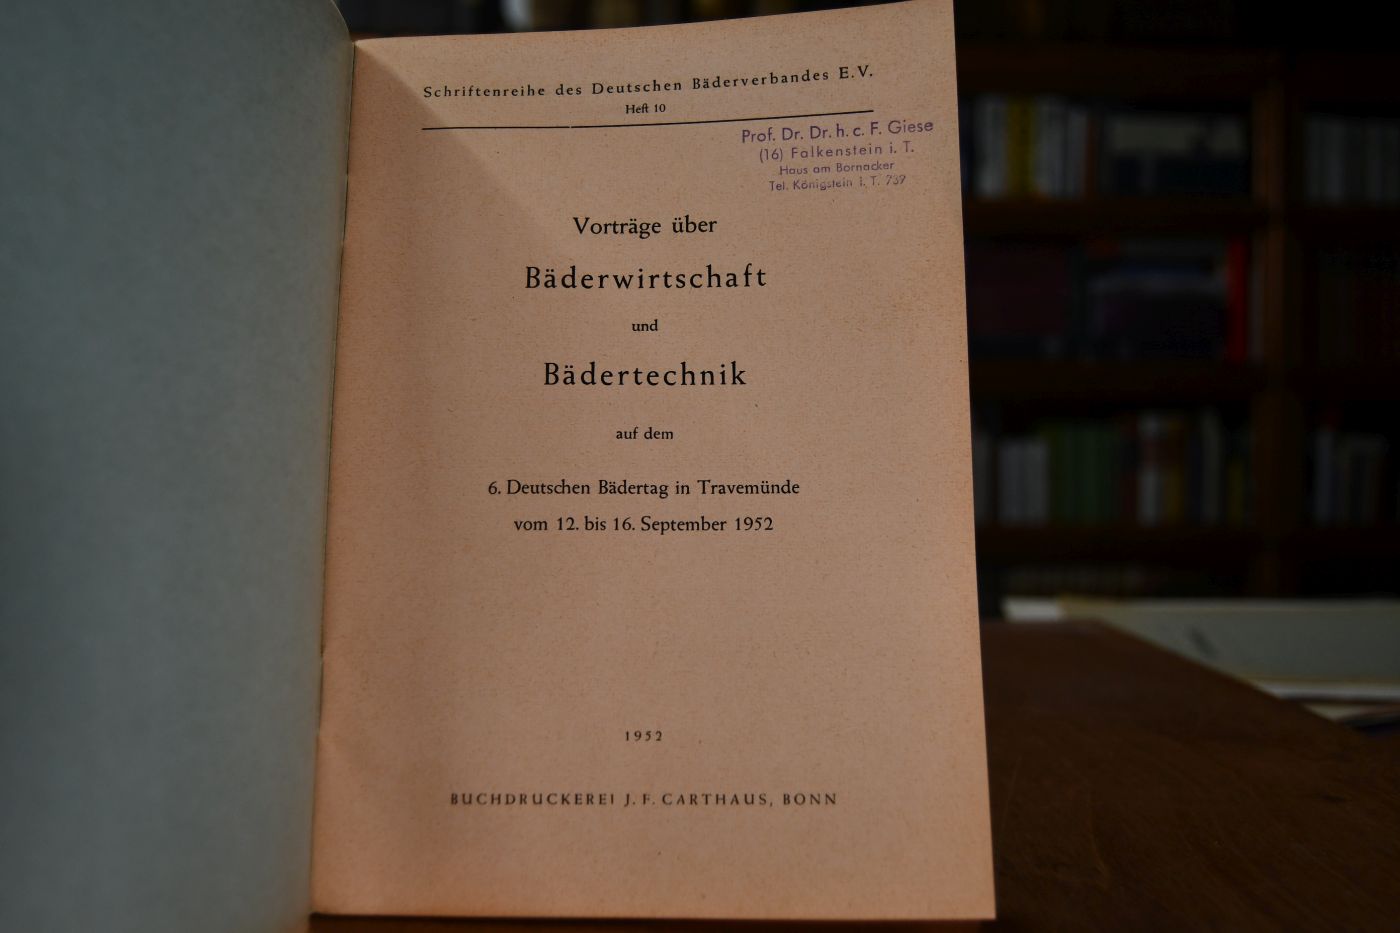 Schriftenreihe des Deutschen Bäderverbandes E.V.
Heft 10
Prof. Dr. Dr. h. c. F. Giese
(16) Falkenstein i. T.
Haus am Bornacker
Tel. Königstein i. T. 739
Vorträge über
Bäderwirtschaft
und
Bädertechnik
auf dem
6. Deutschen Bädertag in Travemünde
vom 12. bis 16. September 1952
1952
BUCHDRUCKEREI J. F. CARTHAUS, BONN